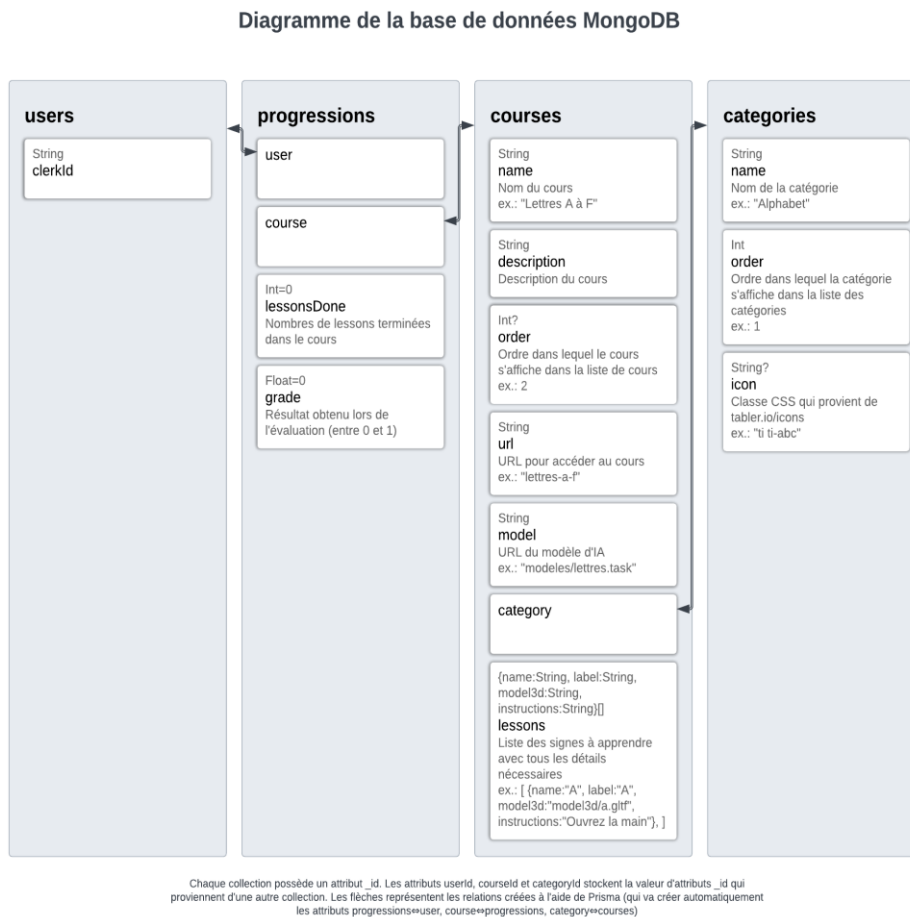 Diagramme de la base de données MongoDB
users
String
clerkId
progressions
user
course
Int=0
lessonsDone
Nombres de lessons terminées
dans le cours
Float=0
grade
Résultat obtenu lors de
l'évaluation (entre 0 et 1)
courses
String
name
Nom du cours
ex.: "Lettres A à F"
String
description
Description du cours
Int?
order
Ordre dans lequel le cours
s'affiche dans la liste de cours
ex.: 2
String
url
URL pour accéder au cours
ex.: "lettres-a-f"
String
model
URL du modèle d'IA
ex.: "modeles/lettres.task"
category
{name:String, label:String,
model3d:String,
instructions:String}[]
lessons
Liste des signes à apprendre
avec tous les détails
nécessaires
ex.: [ {name:"A", label:"A",
model3d:"model3d/a.gltf",
instructions:"Ouvrez la main"}, ]
categories
String
name
Nom de la catégorie
ex.: "Alphabet"
Int
order
Ordre dans lequel la catégorie
s'affiche dans la liste des
catégories
ex.: 1
String?
icon
Classe CSS qui provient de
tabler.io/icons
ex.: "ti ti-abc"
Chaque collection possède un attribut _id. Les attributs userId, courseId et categoryId stockent la valeur d'attributs _id qui
proviennent d'une autre collection. Les flèches représentent les relations créées à l'aide de Prisma (qui va créer automatiquement
les attributs progressions⇔user, course⇔progressions, category⇔courses)